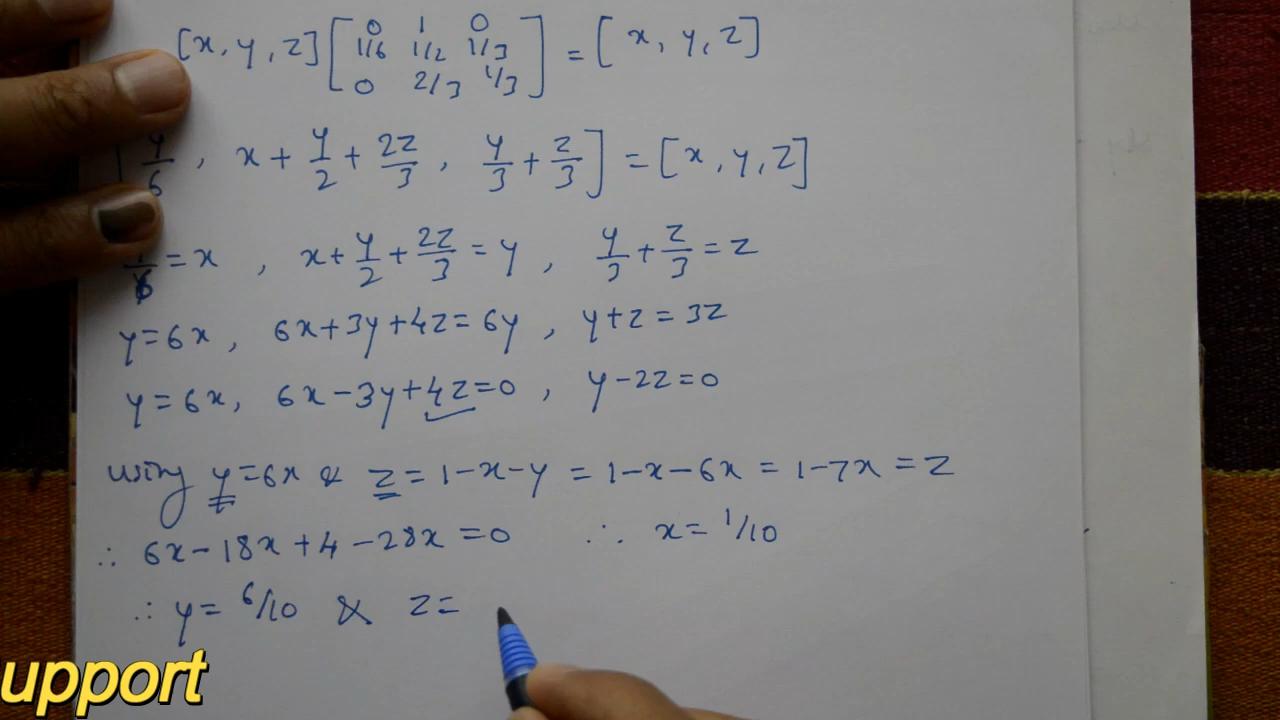 [x, y, z] [ 0 1 0
1/6 1/2 1/3 ] = [x, y, z]
0 2/3 1/3
[ y/6 , x + y/2 + 2z/3 , y/3 + z/3 ] = [x, y, z]
/6 = x , x + y/2 + 2z/3 = y , y/3 + z/3 = z
y = 6x , 6x + 3y + 4z = 6y , y + z = 3z
y = 6x, 6x - 3y + 4z = 0 , y - 2z = 0
using y = 6x & z = 1 - x - y = 1 - x - 6x = 1 - 7x = z
∴ 6x - 18x + 4 - 28x = 0 ∴ x = 1/10
∴ y = 6/10 & z =
upport